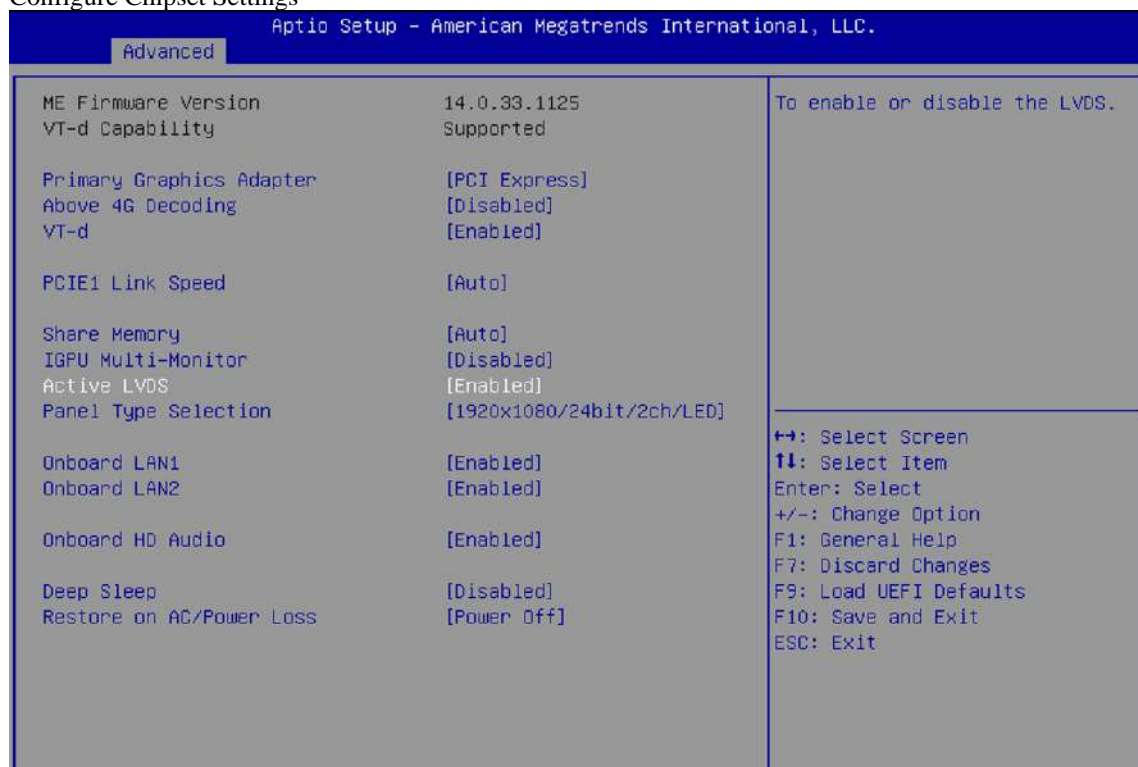 Configure Chipset Settings
Aptio Setup - American Megatrends International, LLC.
Advanced
ME Firmware Version 14.0.33.1125
VT-d Capability Supported
Primary Graphics Adapter [PCI Express]
Above 4G Decoding [Disabled]
VT-d [Enabled]
PCIE1 Link Speed [Auto]
Share Memory [Auto]
IGPU Multi-Monitor [Disabled]
Active LVDS [Enabled]
Panel Type Selection [1920x1080/24bit/2ch/LED]
Onboard LAN1 [Enabled]
Onboard LAN2 [Enabled]
Onboard HD Audio [Enabled]
Deep Sleep [Disabled]
Restore on AC/Power Loss [Power Off]
To enable or disable the LVDS.
↔: Select Screen
↑↓: Select Item
Enter: Select
+/-: Change Option
F1: General Help
F7: Discard Changes
F9: Load UEFI Defaults
F10: Save and Exit
ESC: Exit